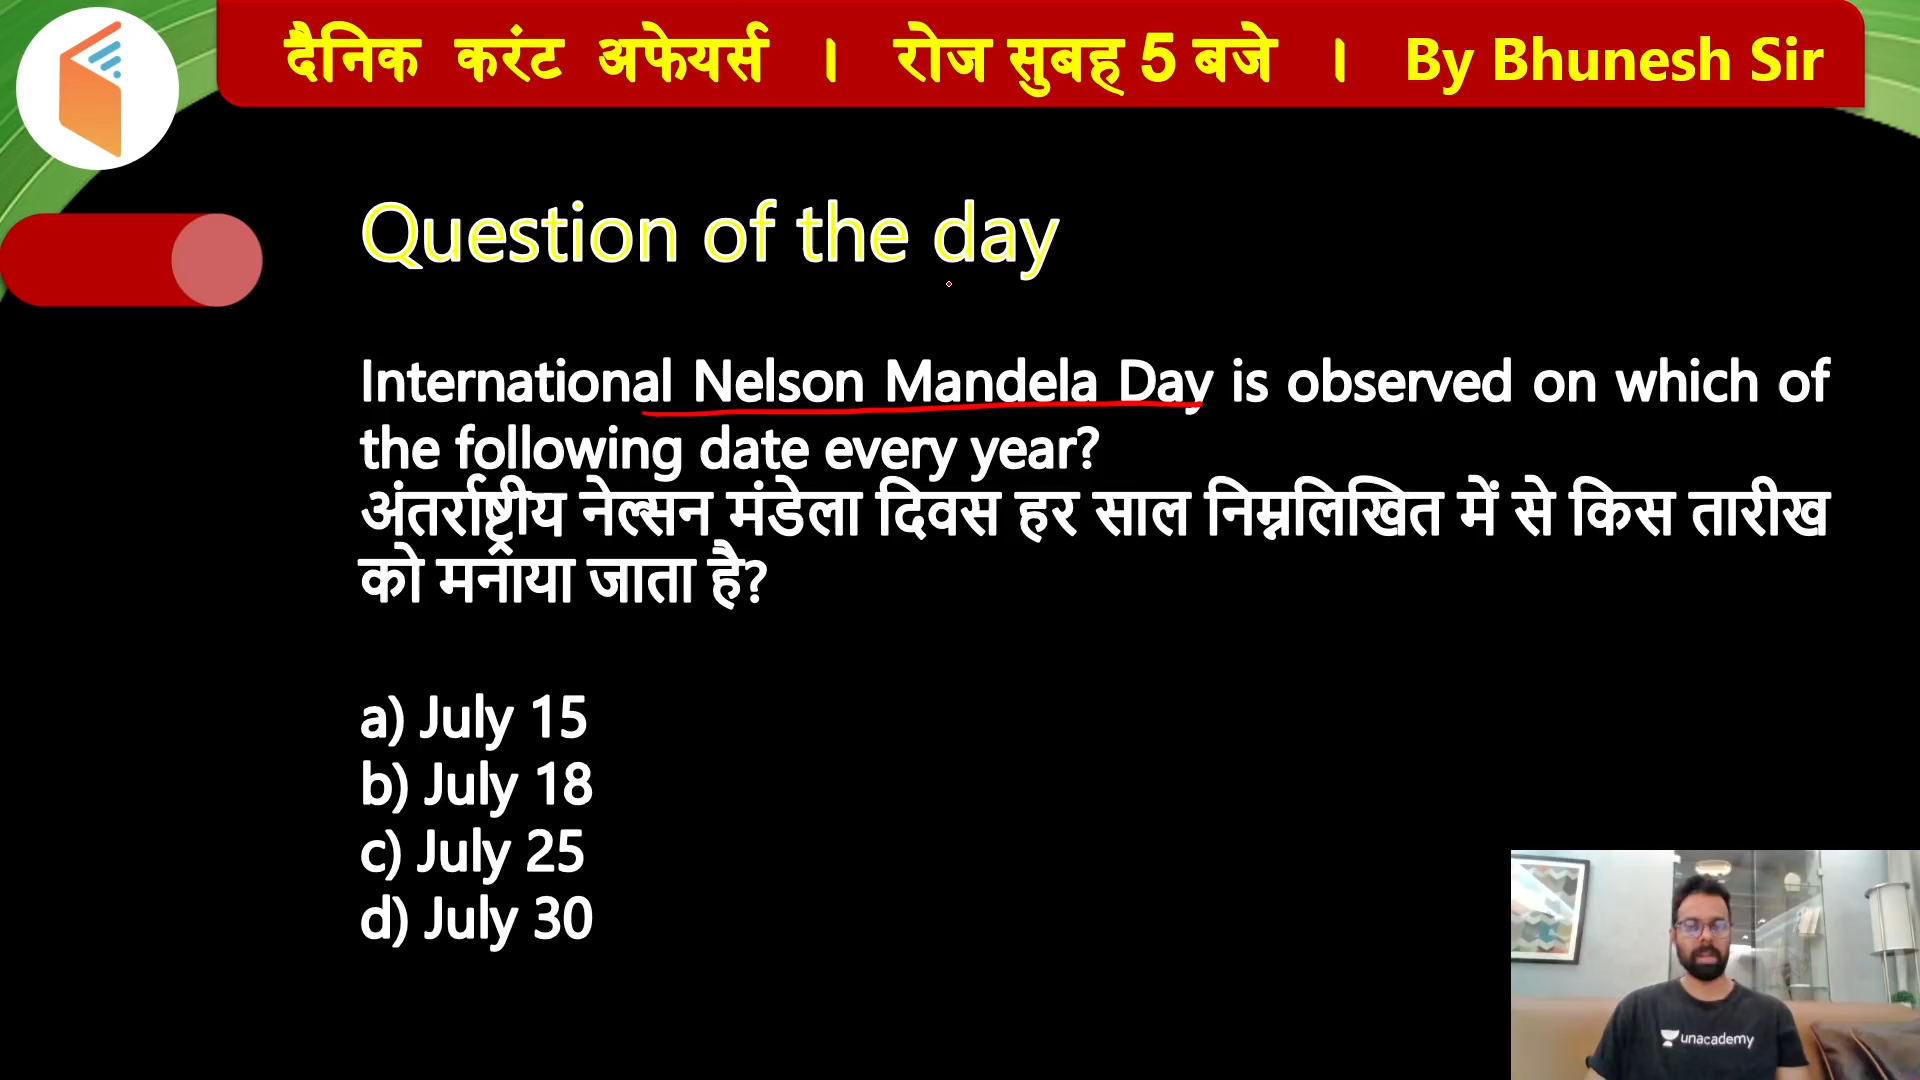 दैनिक करंट अफेयर्स । रोज सुबह 5 बजे । By Bhunesh Sir
Question of the day
International Nelson Mandela Day is observed on which of
the following date every year?
अंतर्राष्ट्रीय नेल्सन मंडेला दिवस हर साल निम्नलिखित में से किस तारीख
को मनाया जाता है?
a) July 15
b) July 18
c) July 25
d) July 30
unacademy